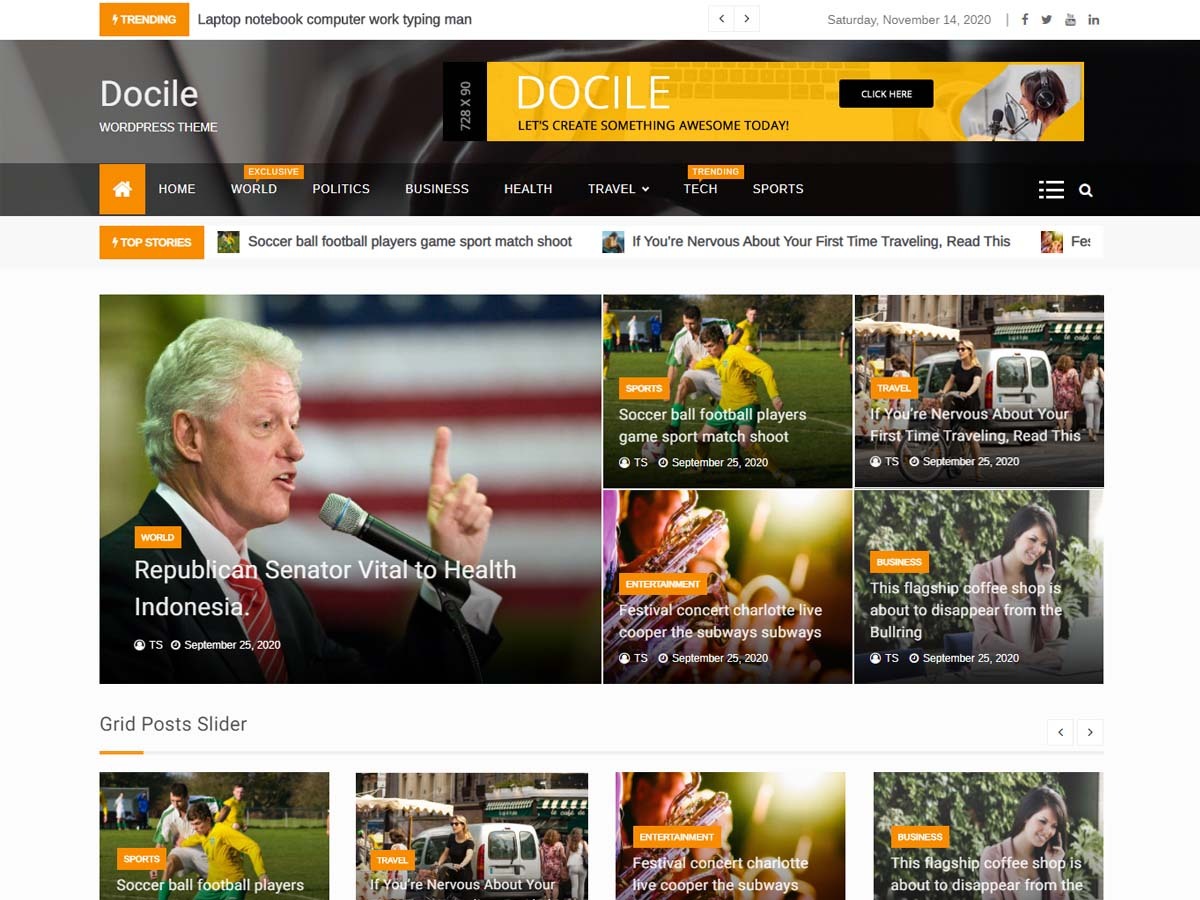 TRENDING
Laptop notebook computer work typing man
Saturday, November 14, 2020
Docile
WORDPRESS THEME
728 X 90
DOCILE
LET'S CREATE SOMETHING AWESOME TODAY!
CLICK HERE
EXCLUSIVE
TRENDING
HOME WORLD POLITICS BUSINESS HEALTH TRAVEL TECH SPORTS
TOP STORIES
Soccer ball football players game sport match shoot
If You're Nervous About Your First Time Traveling, Read This
Fes
WORLD
Republican Senator Vital to Health
Indonesia.
TS September 25, 2020
SPORTS
Soccer ball football players
game sport match shoot
TS September 25, 2020
TRAVEL
If You're Nervous About Your
First Time Traveling, Read This
TS September 25, 2020
ENTERTAINMENT
Festival concert charlotte live
cooper the subways subways
TS September 25, 2020
BUSINESS
This flagship coffee shop is
about to disappear from the
Bullring
TS September 25, 2020
Grid Posts Slider
SPORTS
Soccer ball football players
TRAVEL
If You're Nervous About Your
ENTERTAINMENT
Festival concert charlotte
live cooper the subways
BUSINESS
This flagship coffee shop is
about to disappear from the